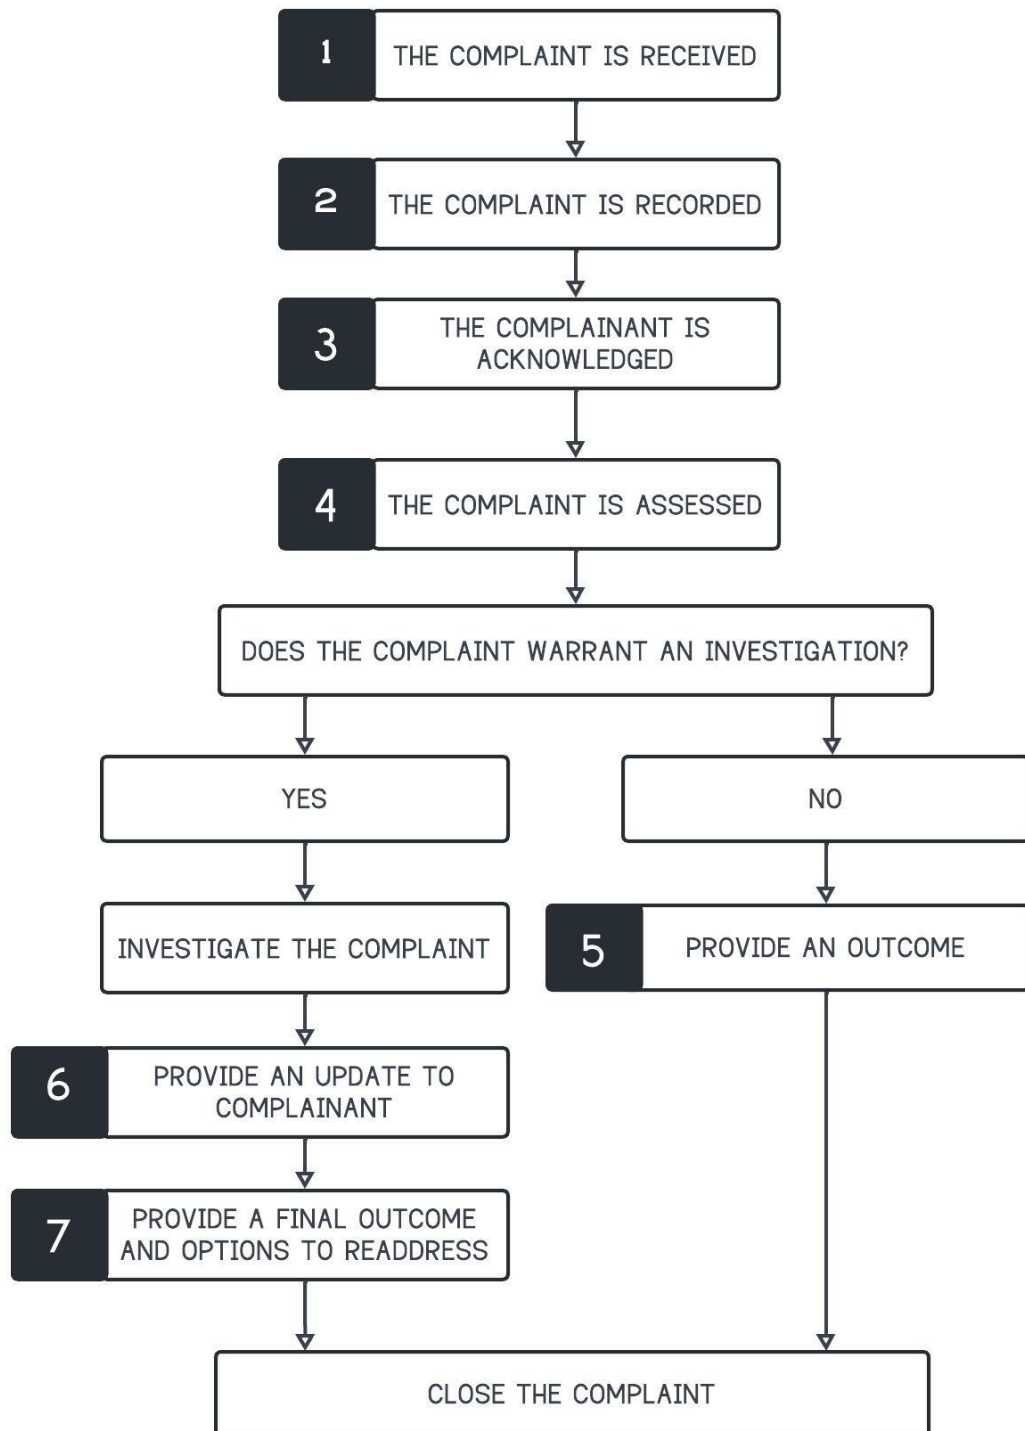 1
THE COMPLAINT IS RECEIVED
2
THE COMPLAINT IS RECORDED
3
THE COMPLAINANT IS
ACKNOWLEDGED
4
THE COMPLAINT IS ASSESSED
DOES THE COMPLAINT WARRANT AN INVESTIGATION?
YES
NO
INVESTIGATE THE COMPLAINT
5
PROVIDE AN OUTCOME
6
PROVIDE AN UPDATE TO
COMPLAINANT
7
PROVIDE A FINAL OUTCOME
AND OPTIONS TO READDRESS
CLOSE THE COMPLAINT